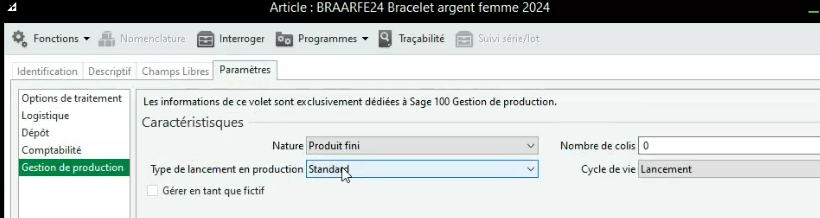 Article : BRAARFE24 Bracelet argent femme 2024
Fonctions Nomenclature Interroger Programmes Traçabilité Suivi série/lot
Identification Descriptif Champs Libres Paramètres
Options de traitement
Logistique
Dépôt
Comptabilité
Gestion de production
Les informations de ce volet sont exclusivement dédiées à Sage 100 Gestion de production.
Caractéristisques
Nature Produit fini Nombre de colis 0
Type de lancement en production Standard Cycle de vie Lancement
Gérer en tant que fictif